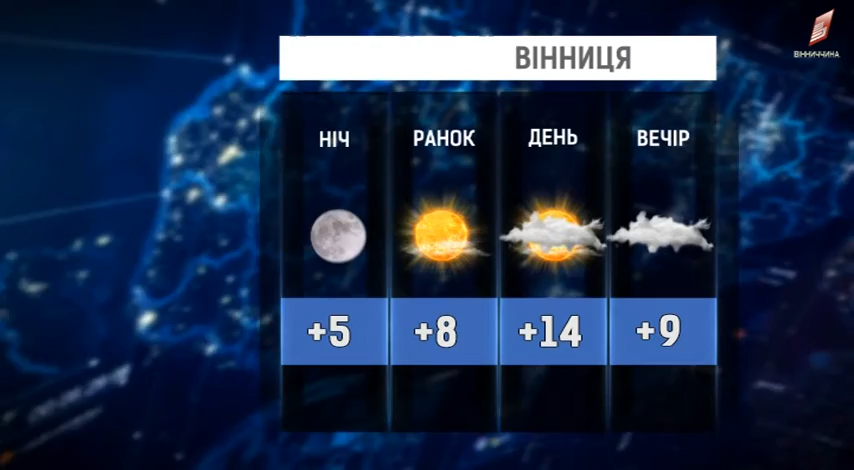 ВІННИЧЧИНА
ВІННИЦЯ
НІЧ РАНОК ДЕНЬ ВЕЧІР
+5 +8 +14 +9